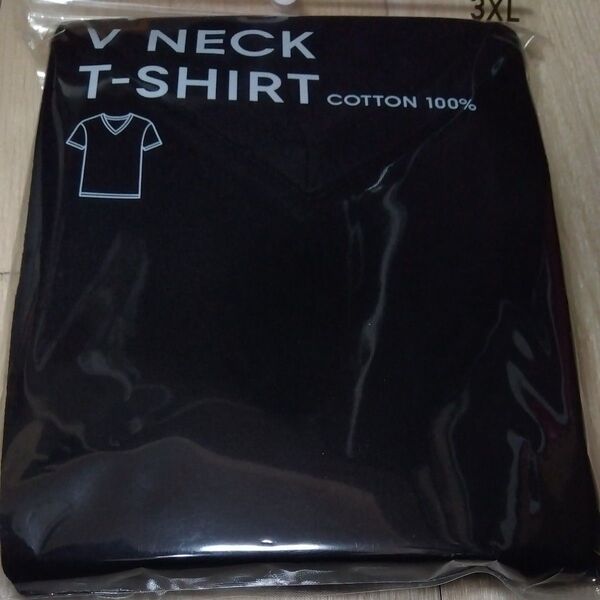 3XL
V NECK
T-SHIRT COTTON 100%